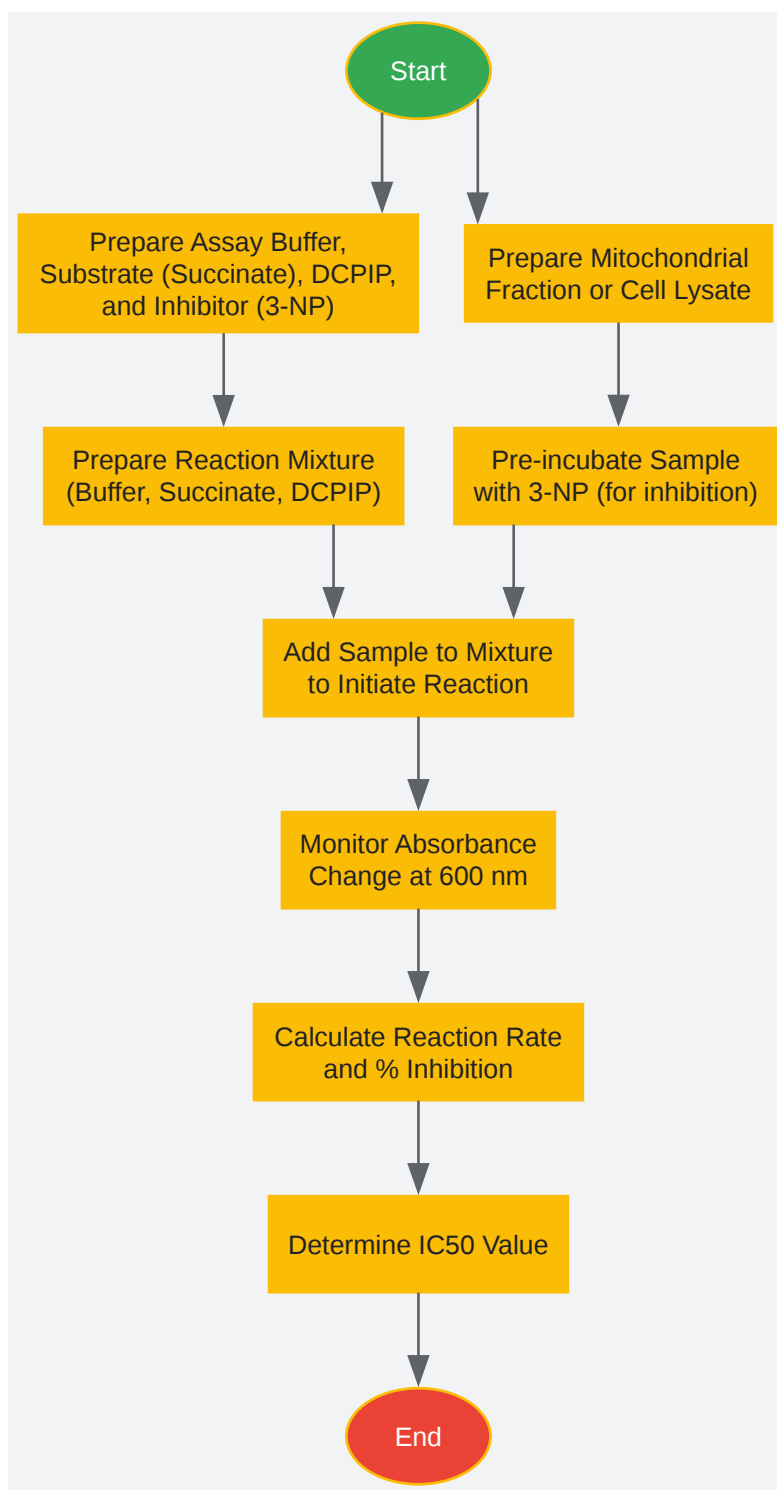 Start
Prepare Assay Buffer,
Substrate (Succinate), DCPIP,
and Inhibitor (3-NP)
Prepare Mitochondrial
Fraction or Cell Lysate
Prepare Reaction Mixture
(Buffer, Succinate, DCPIP)
Pre-incubate Sample
with 3-NP (for inhibition)
Add Sample to Mixture
to Initiate Reaction
Monitor Absorbance
Change at 600 nm
Calculate Reaction Rate
and % Inhibition
Determine IC50 Value
End